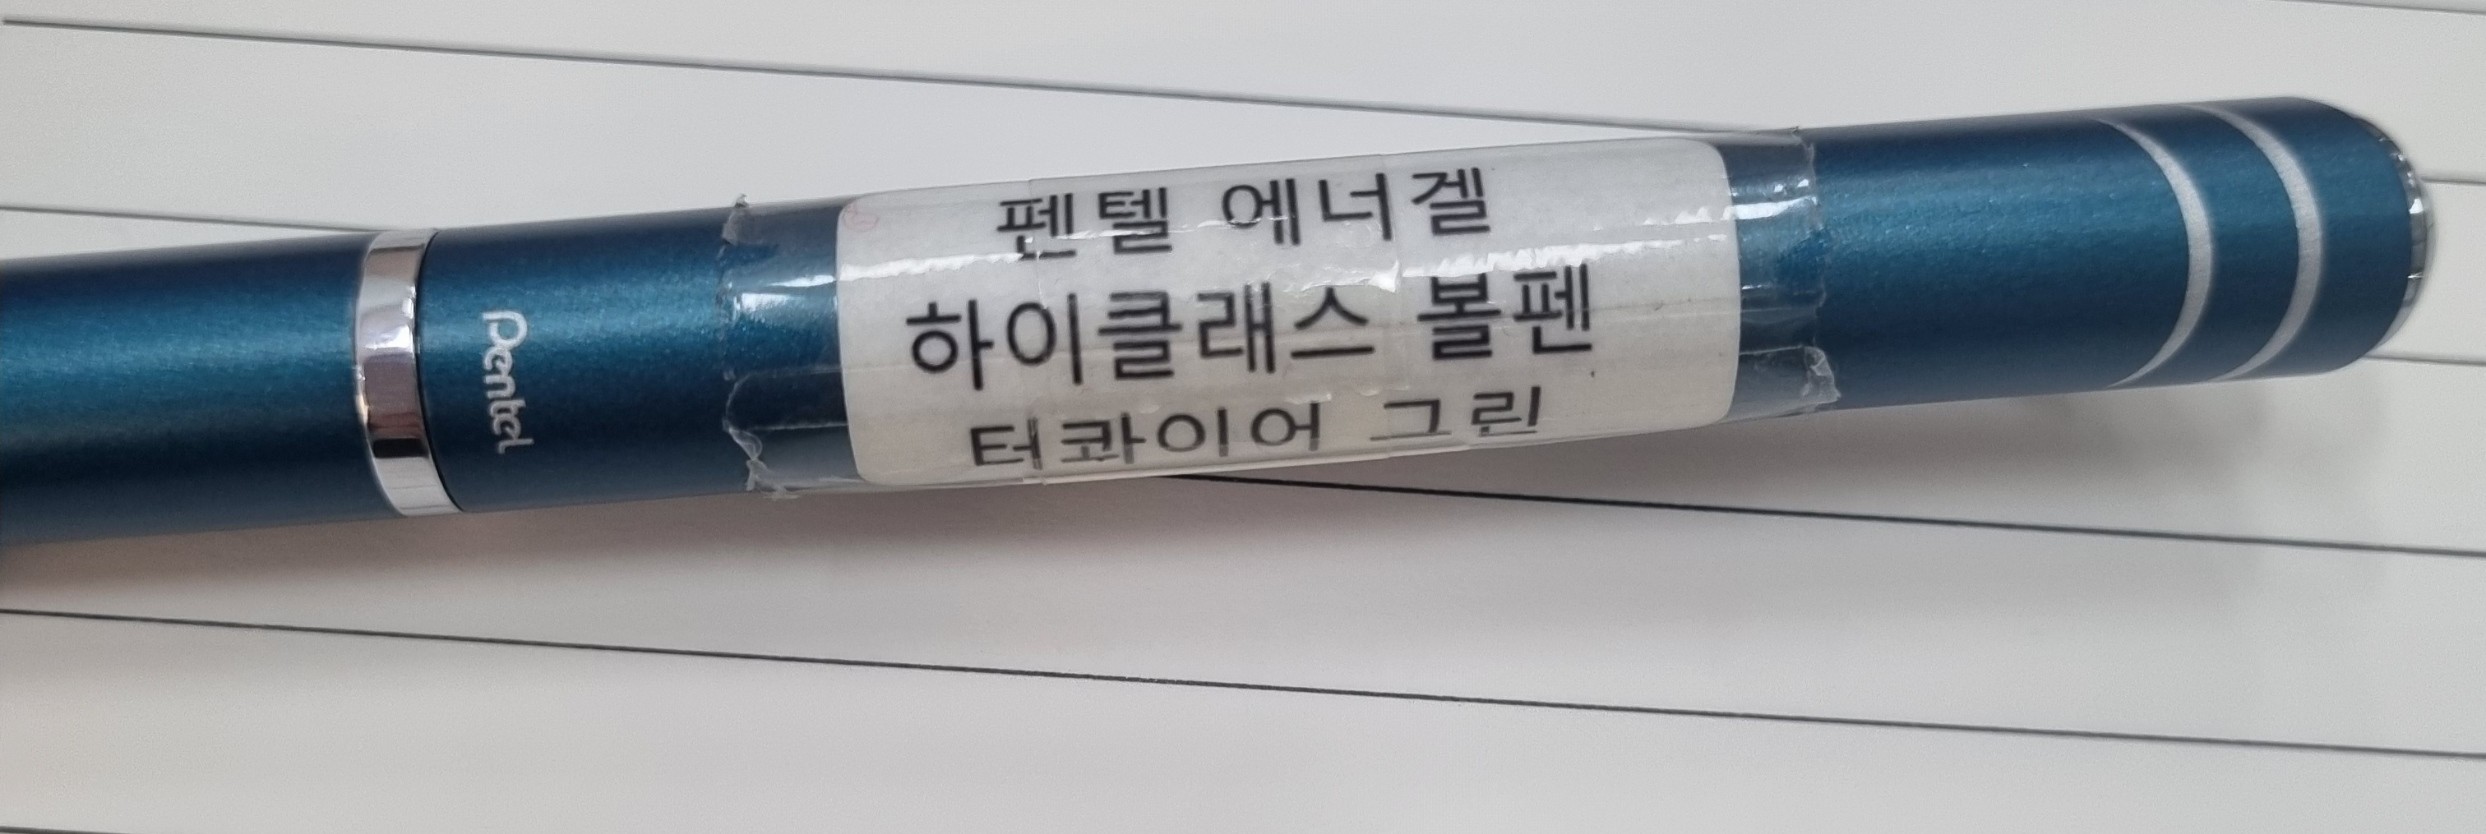 Pentel
펜텔 에너겔
하이클래스 볼펜
터콰이어 그린